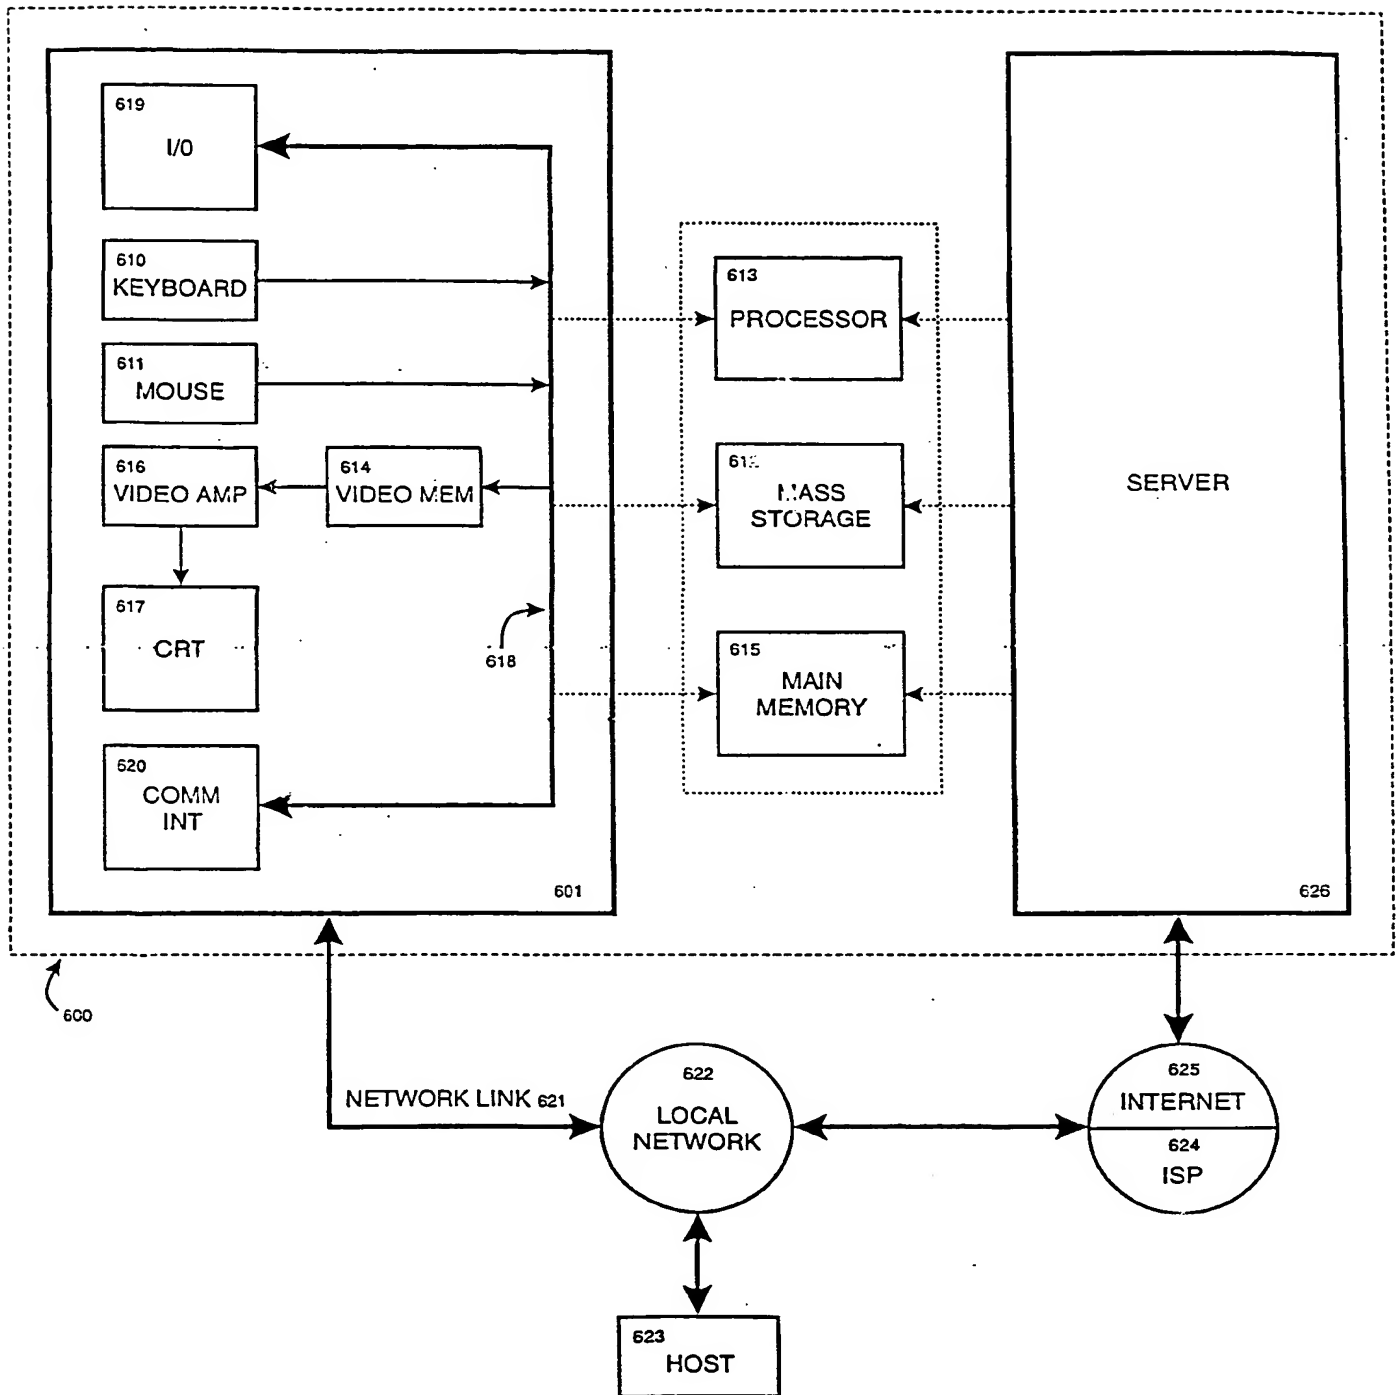 619
I/0
610
KEYBOARD
611
MOUSE
616
VIDEO AMP
614
VIDEO MEM
617
CRT
618
620
COMM
INT
601
613
PROCESSOR
MASS
STORAGE
615
MAIN
MEMORY
SERVER
626
600
NETWORK LINK 621
622
LOCAL
NETWORK
625
INTERNET
624
ISP
623
HOST